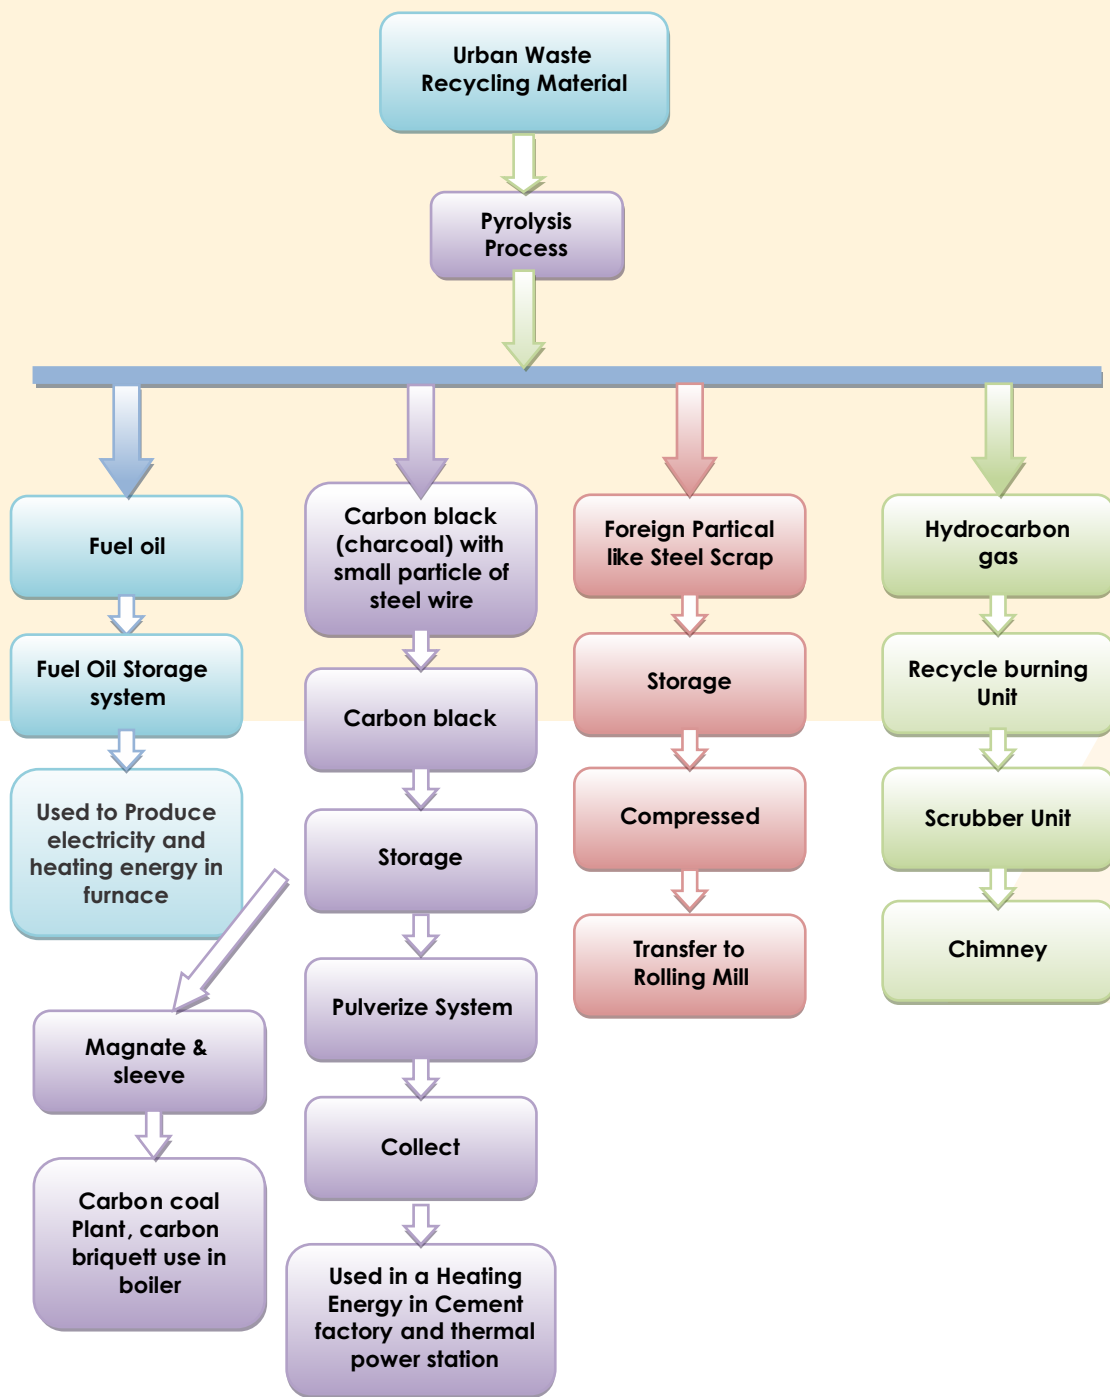 Urban Waste
Recycling Material
Pyrolysis
Process
Fuel oil
Fuel Oil Storage
system
Used to Produce
electricity and
heating energy in
furnace
Carbon black
(charcoal) with
small particle of
steel wire
Carbon black
Storage
Magnate &
sleeve
Carbon coal
Plant, carbon
briquett use in
boiler
Pulverize System
Collect
Used in a Heating
Energy in Cement
factory and thermal
power station
Foreign Partical
like Steel Scrap
Storage
Compressed
Transfer to
Rolling Mill
Hydrocarbon
gas
Recycle burning
Unit
Scrubber Unit
Chimney